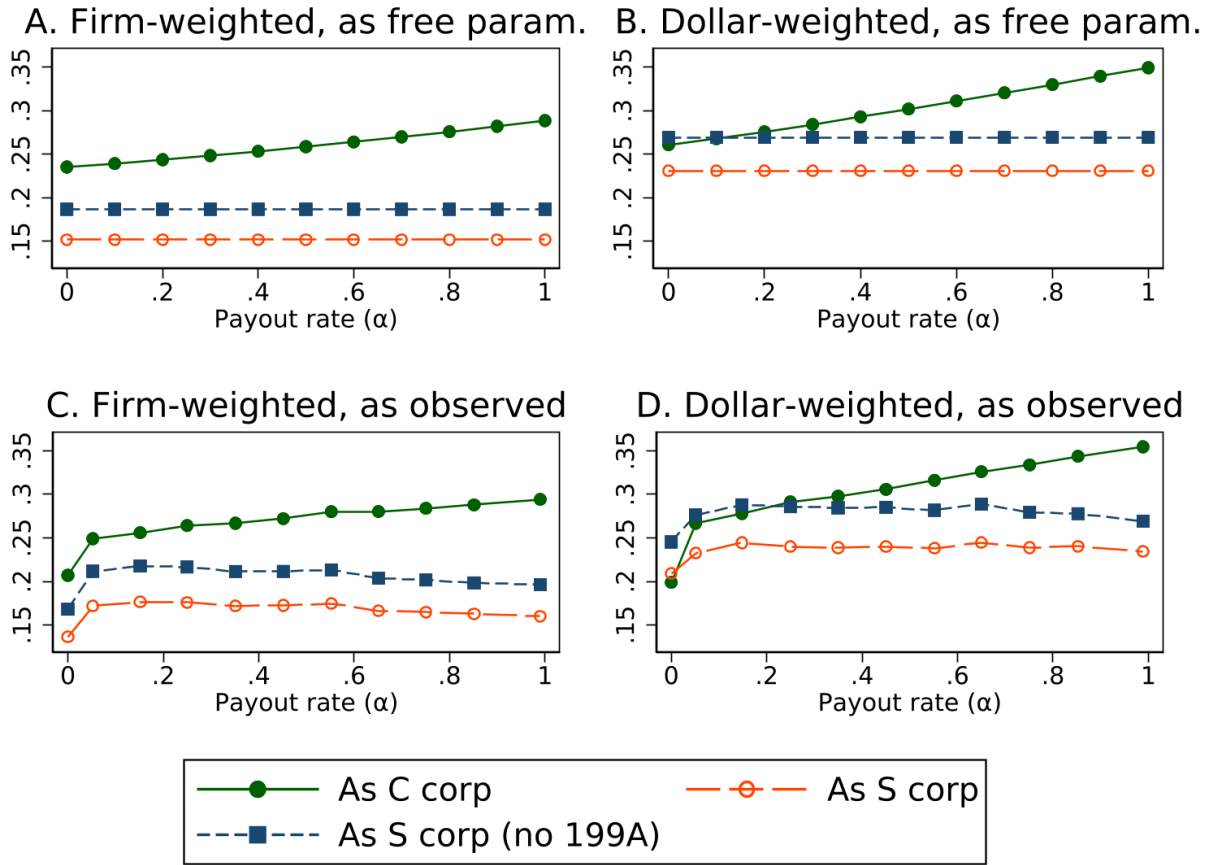 A. Firm-weighted, as free param.
.35
.3
.25
.2
.15
0 .2 .4 .6 .8 1
Payout rate (α)
B. Dollar-weighted, as free param.
.35
.3
.25
.2
.15
0 .2 .4 .6 .8 1
Payout rate (α)
C. Firm-weighted, as observed
.35
.3
.25
.2
.15
0 .2 .4 .6 .8 1
Payout rate (α)
D. Dollar-weighted, as observed
.35
.3
.25
.2
.15
0 .2 .4 .6 .8 1
Payout rate (α)
As C corp As S corp
As S corp (no 199A)